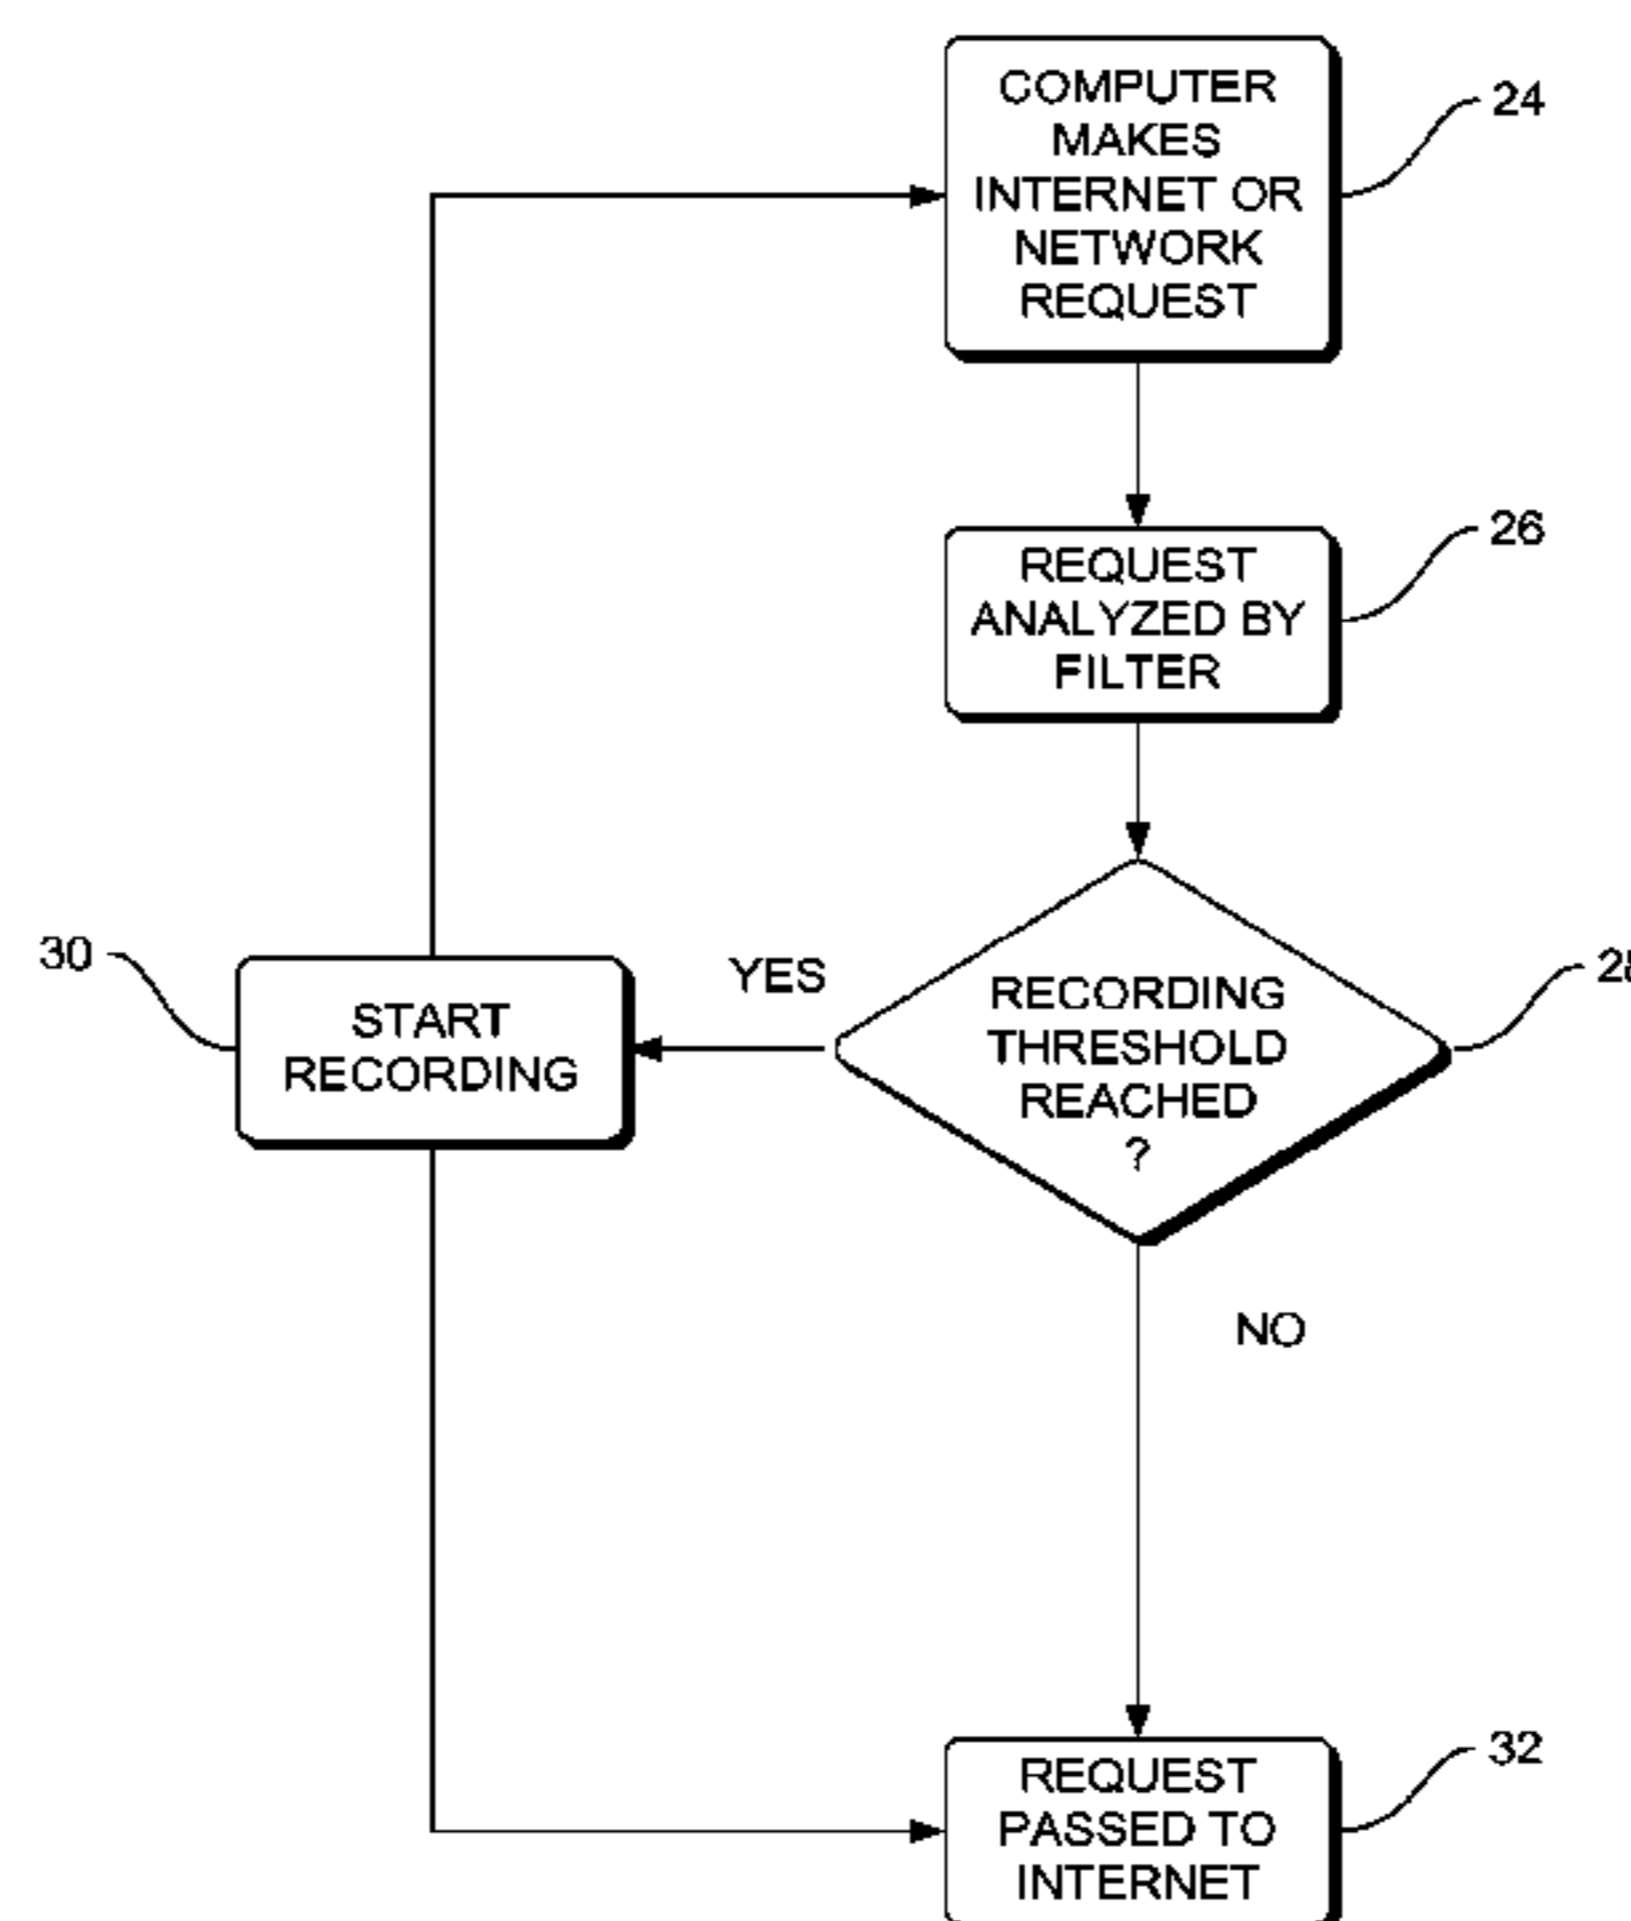 COMPUTER
MAKES
INTERNET OR
NETWORK
REQUEST
24
REQUEST
ANALYZED BY
FILTER
26
30
START
RECORDING
YES
RECORDING
THRESHOLD
REACHED
?
NO
REQUEST
PASSED TO
INTERNET
32